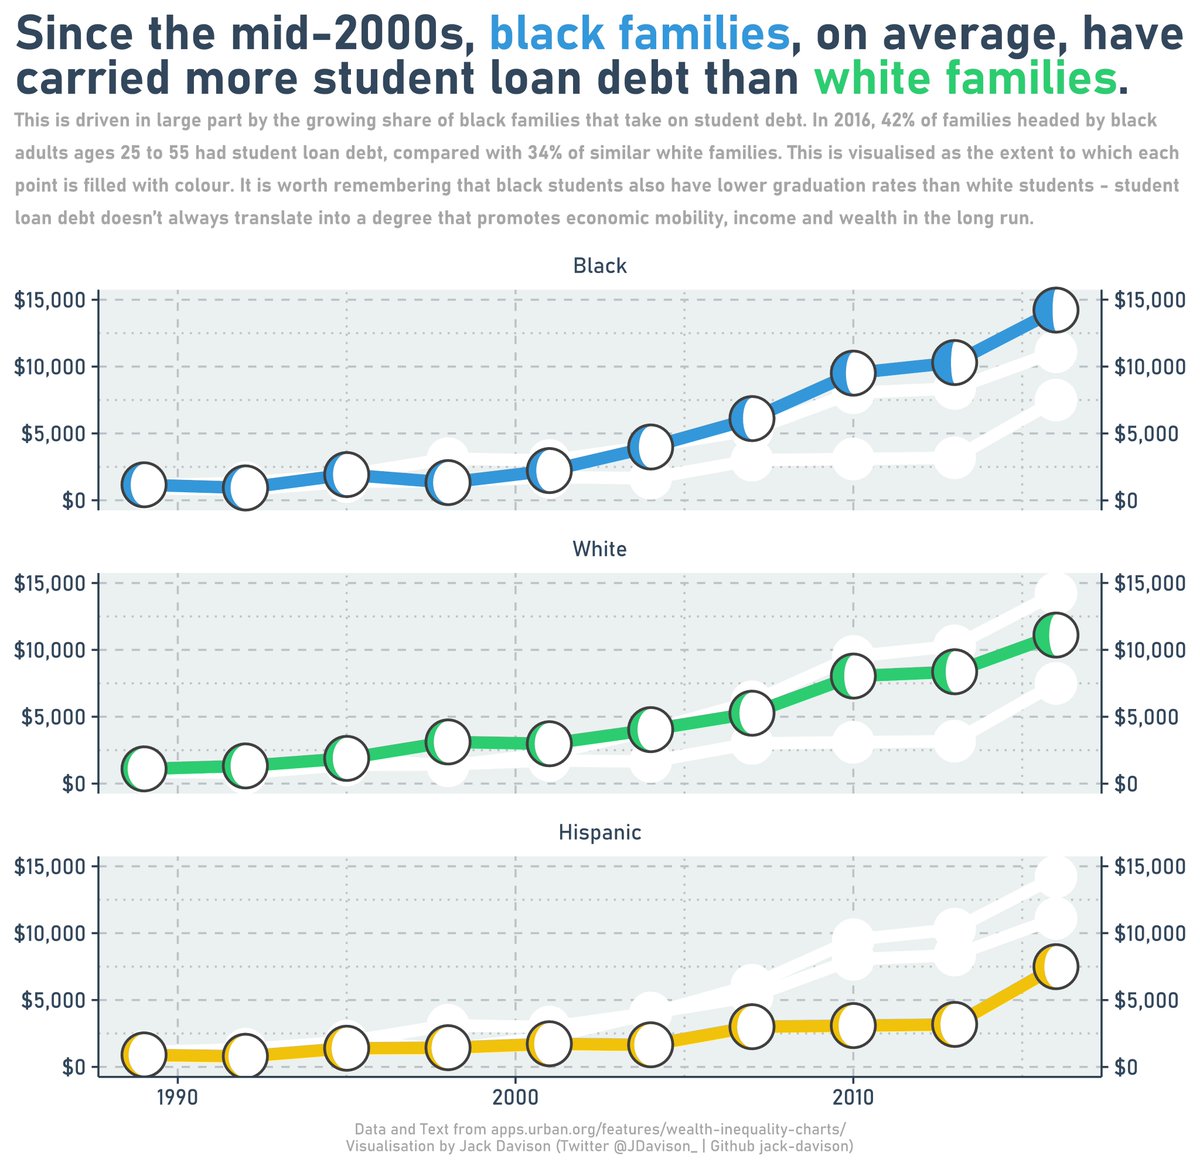 Since the mid-2000s, black families, on average, have
carried more student loan debt than white families.
This is driven in large part by the growing share of black families that take on student debt. In 2016, 42% of families headed by black
adults ages 25 to 55 had student loan debt, compared with 34% of similar white families. This is visualised as the extent to which each
point is filled with colour. It is worth remembering that black students also have lower graduation rates than white students - student
loan debt doesn't always translate into a degree that promotes economic mobility, income and wealth in the long run.
Black
$15,000 $15,000
$10,000 $10,000
$5,000 $5,000
$0 $0
White
$15,000 $15,000
$10,000 $10,000
$5,000 $5,000
$0 $0
Hispanic
$15,000 $15,000
$10,000 $10,000
$5,000 $5,000
$0 $0
1990 2000 2010
Data and Text from apps.urban.org/features/wealth-inequality-charts/
Visualisation by Jack Davison (Twitter @JDavison_ | Github jack-davison)